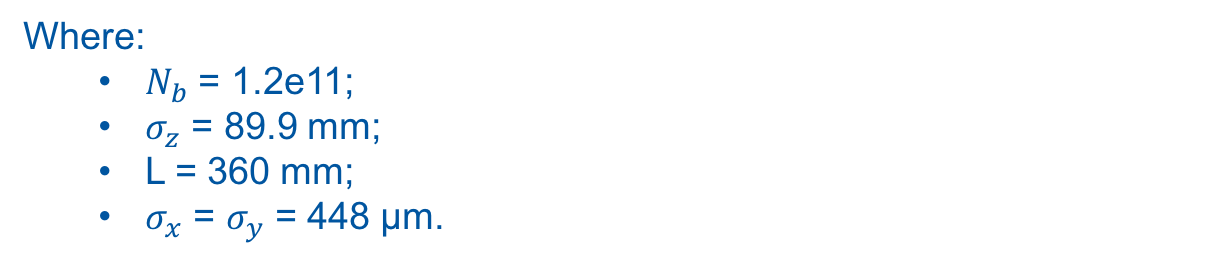 Where:
• N_b = 1.2e11;
• σ_z = 89.9 mm;
• L = 360 mm;
• σ_x = σ_y = 448 µm.